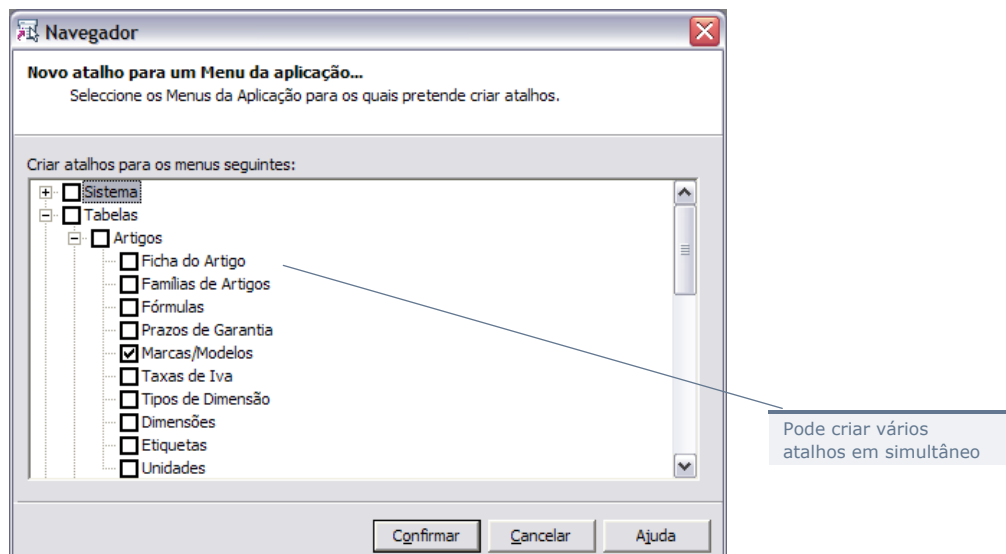 Navegador
Novo atalho para um Menu da aplicação...
Seleccione os Menus da Aplicação para os quais pretende criar atalhos.
Criar atalhos para os menus seguintes:
Sistema
Tabelas
Artigos
Ficha do Artigo
Famílias de Artigos
Fórmulas
Prazos de Garantia
Marcas/Modelos
Taxas de Iva
Tipos de Dimensão
Dimensões
Etiquetas
Unidades
Pode criar vários
atalhos em simultâneo
Confirmar
Cancelar
Ajuda